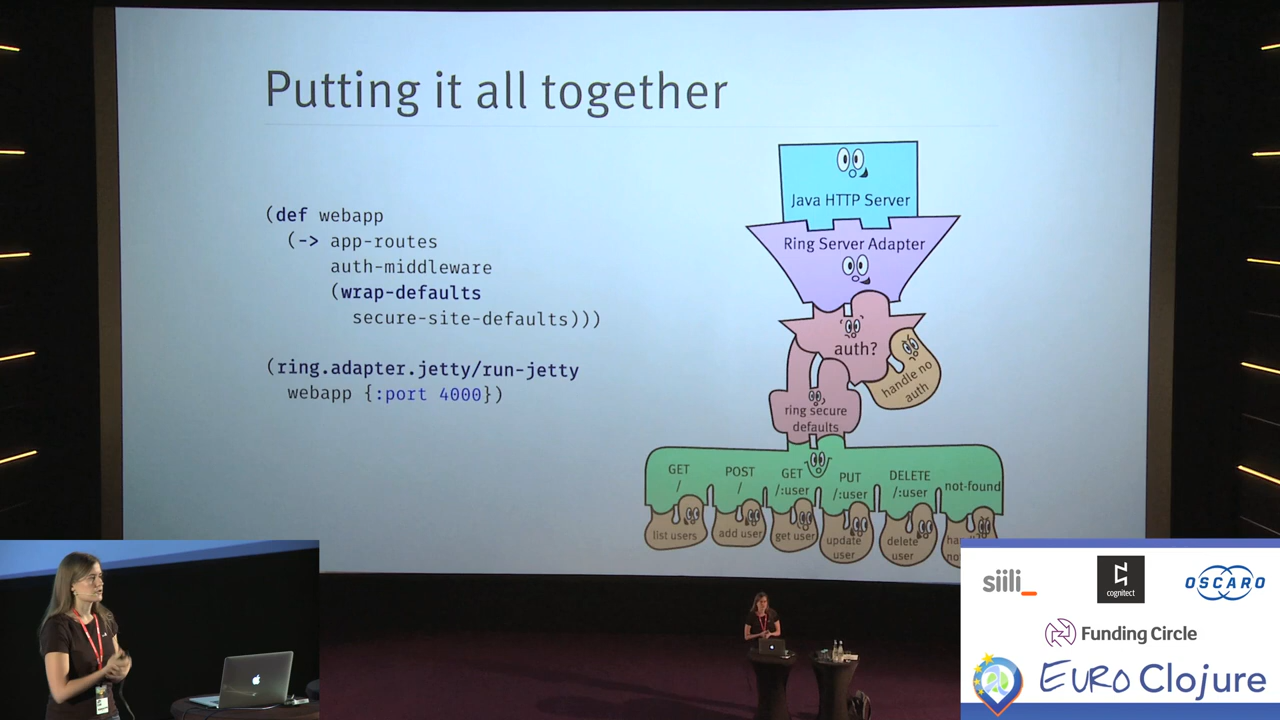 Putting it all together
(def webapp
(-> app-routes
auth-middleware
(wrap-defaults
secure-site-defaults)))
(ring.adapter.jetty/run-jetty
webapp {:port 4000})
Java HTTP Server
Ring Server Adapter
auth?
handle no
auth
ring secure
defaults
GET
/
POST
/
GET
/:user
PUT
/:user
DELETE
/:user
not-found
list users
add user
get user
update
user
delete
user
siili_
cognitect
OSCARO
Funding Circle
EURO Clojure